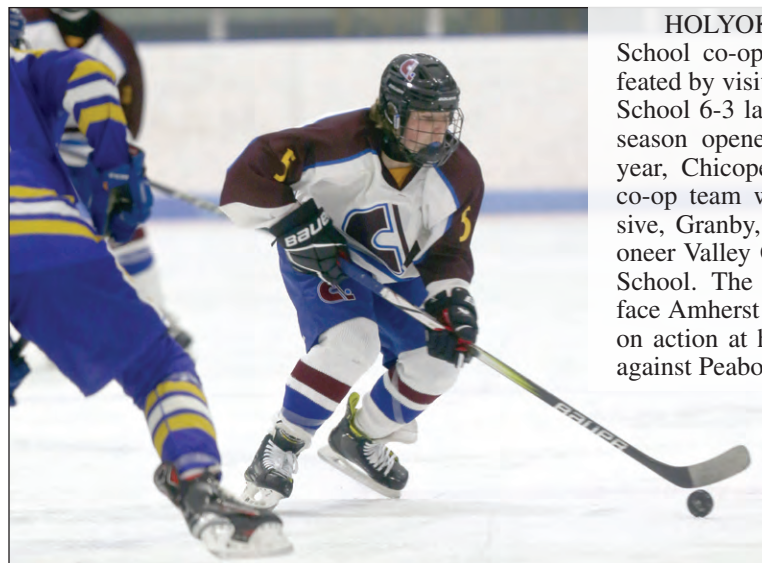 HOLYOK
School co-op
feated by visi
School 6-3 la
season opene
year, Chicope
co-op team w
sive, Granby,
oneer Valley C
School. The
face Amherst
on action at h
against Peabo
5
5
BAUER
BAUER